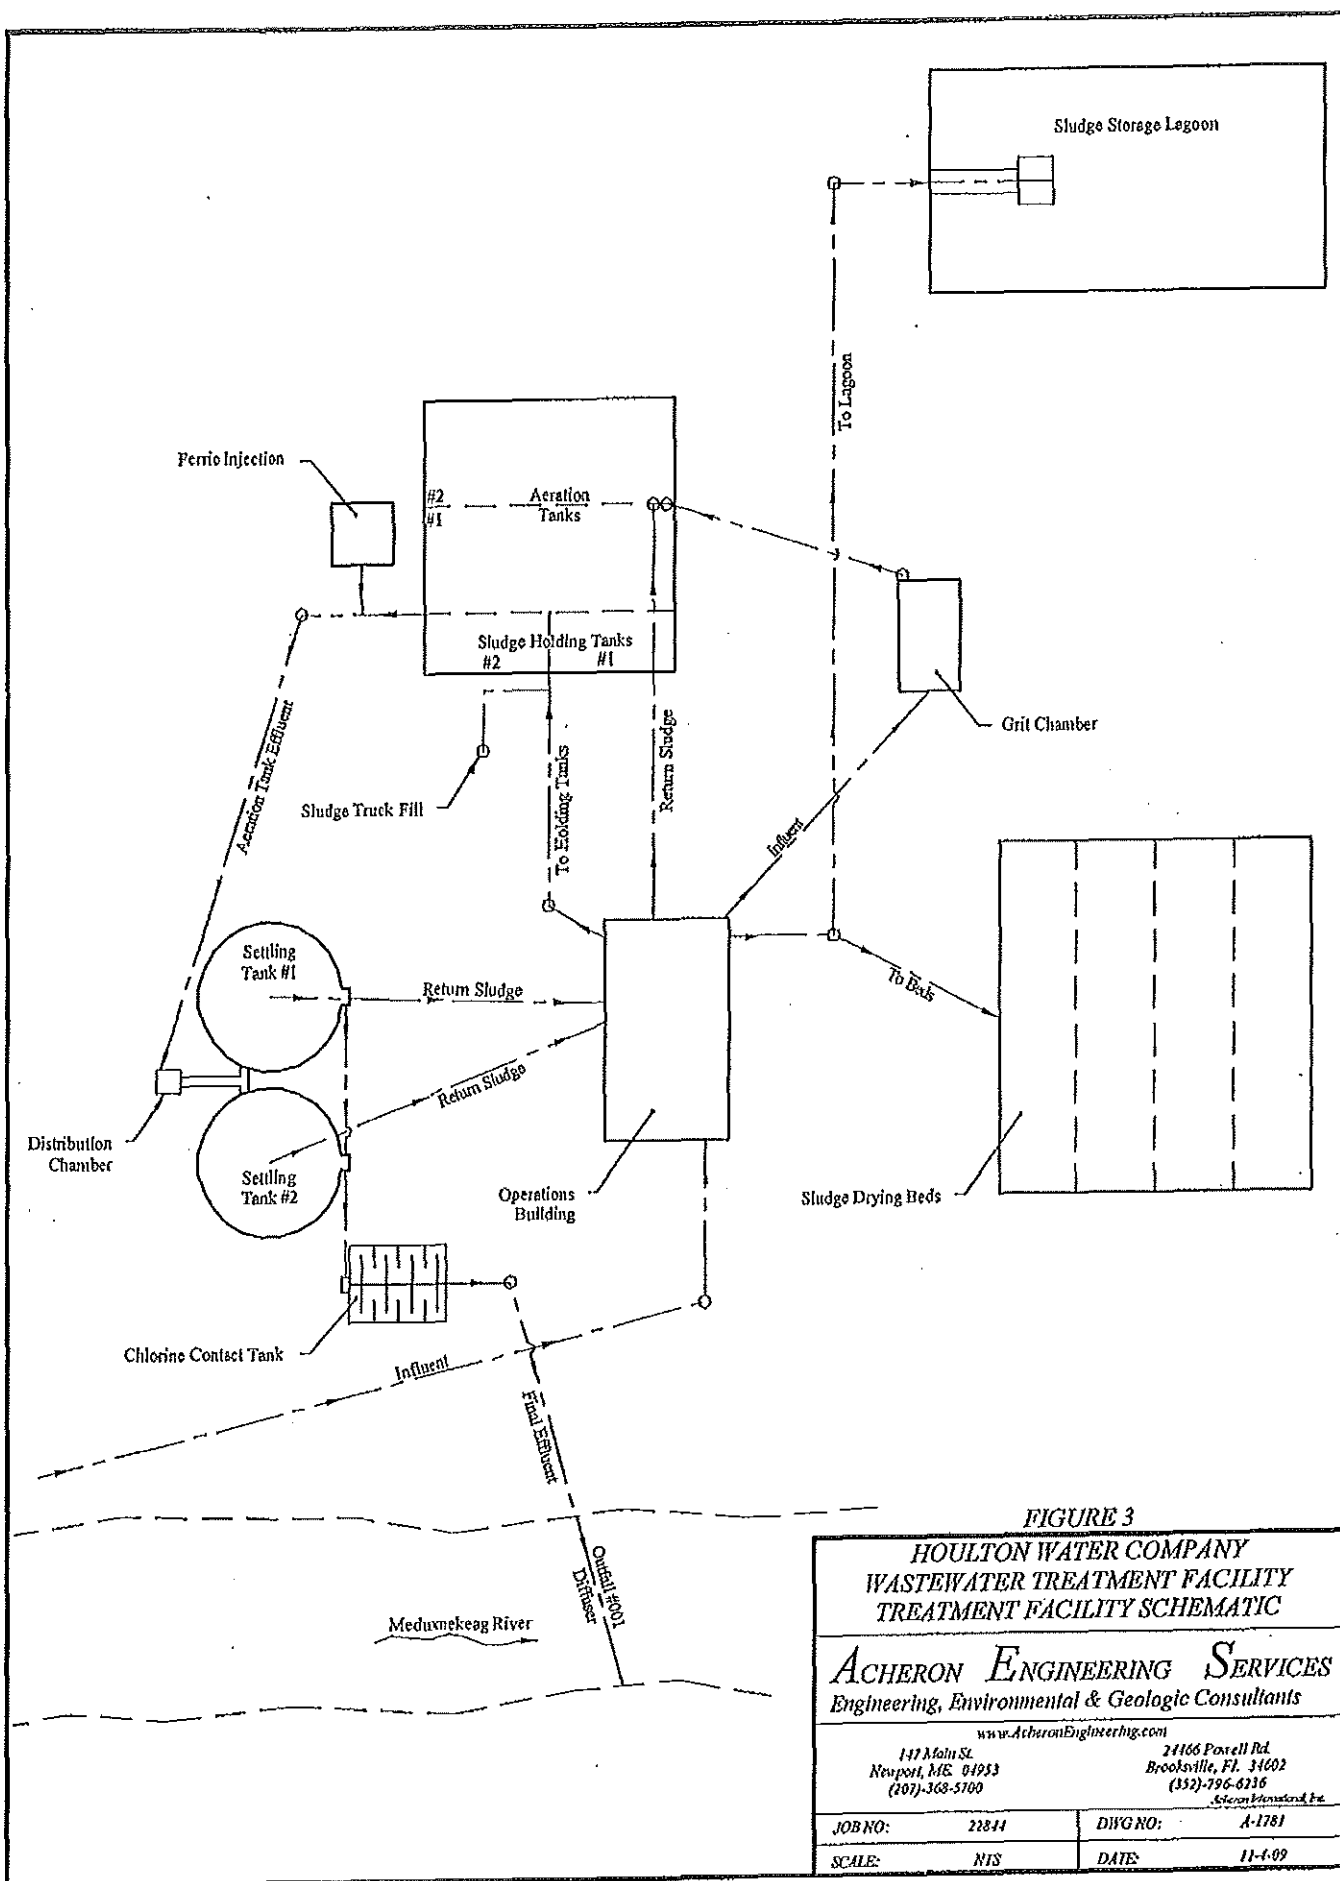 Sludge Storage Lagoon
To Lagoon
Ferric Injection
#2
#1
Aeration
Tanks
Sludge Holding Tanks
#2
#1
Grit Chamber
Aeration Tank Effluent
Sludge Truck Fill
To Holding Tanks
Return Sludge
Influent
To Beds
Settling
Tank #1
Return Sludge
Return Sludge
Distribution
Chamber
Settling
Tank #2
Operations
Building
Sludge Drying Beds
Chlorine Contact Tank
Influent
Final Effluent
Outfall #001
Diffuser
Meduxnekeag River
FIGURE 3
HOULTON WATER COMPANY
WASTEWATER TREATMENT FACILITY
TREATMENT FACILITY SCHEMATIC
ACHERON ENGINEERING SERVICES
Engineering, Environmental & Geologic Consultants
www.AcheronEngineering.com
147 Main St.
Newport, ME 04953
(207)-368-5700
24166 Powell Rd.
Brooksville, FL 34602
(352)-796-6236
Acheron International, Inc.
JOB NO: 22844
DWG NO: A-1781
SCALE: NTS
DATE: 11-4-09